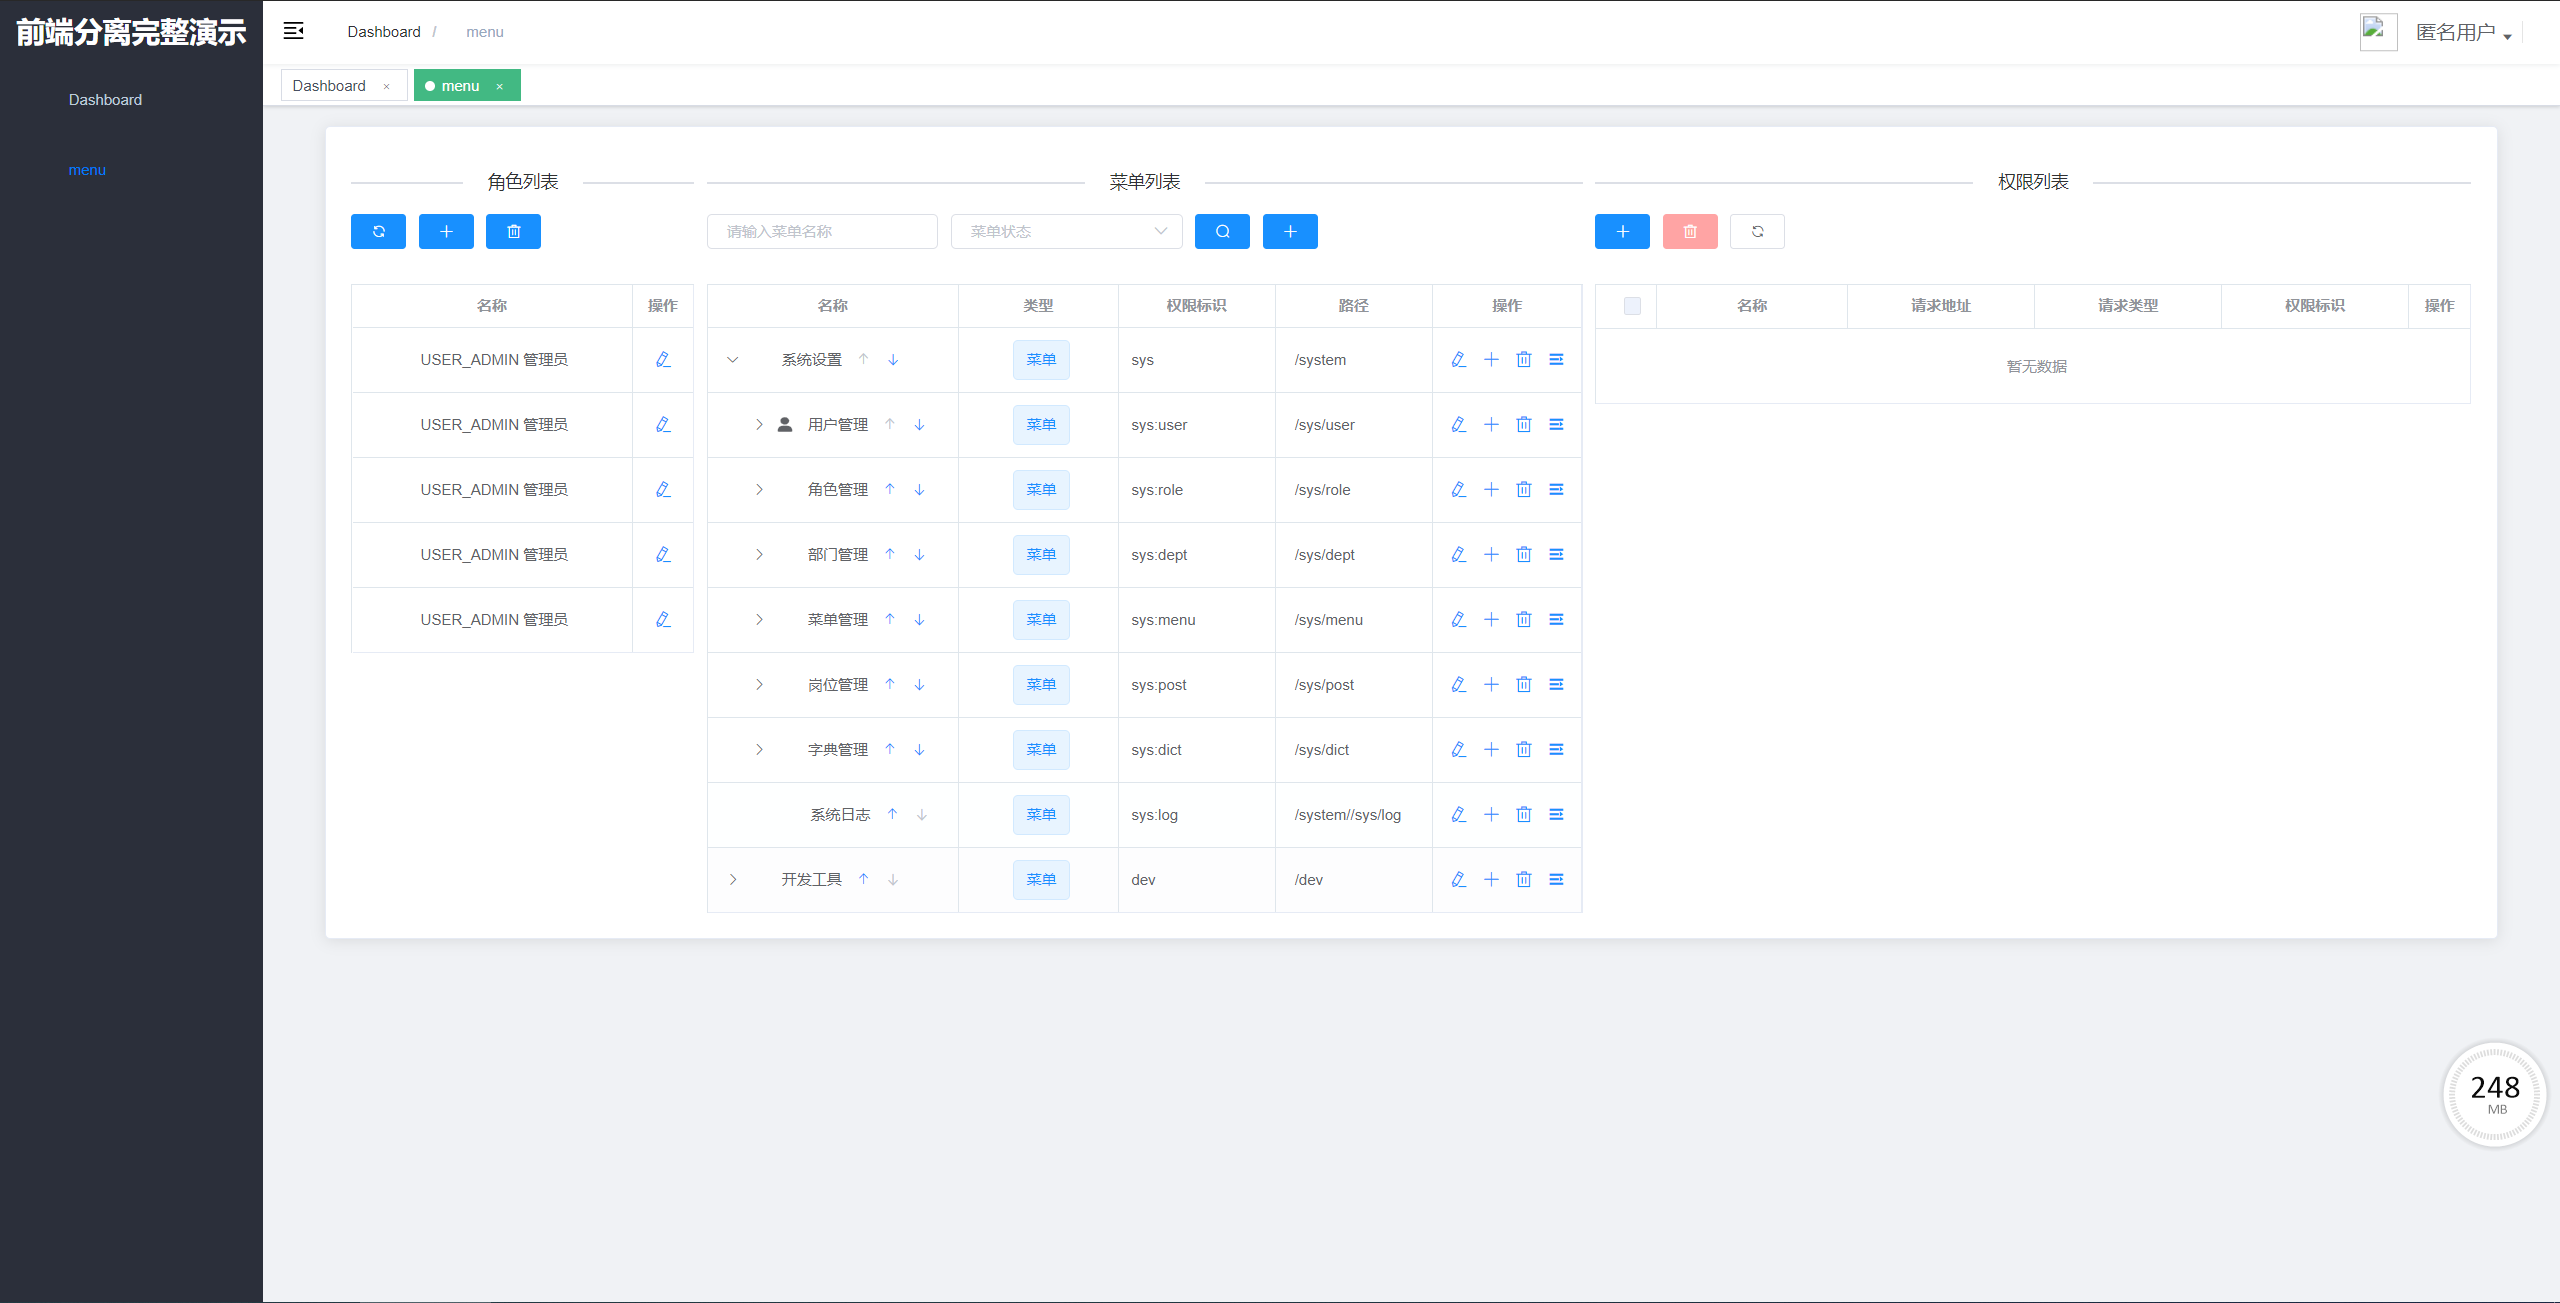 前端分离完整演示
Dashboard
menu
Dashboard / menu
匿名用户
Dashboard ×
menu ×
角色列表
名称 操作
USER_ADMIN 管理员
USER_ADMIN 管理员
USER_ADMIN 管理员
USER_ADMIN 管理员
USER_ADMIN 管理员
菜单列表
请输入菜单名称 菜单状态
名称 类型 权限标识 路径 操作
系统设置 菜单 sys /system
用户管理 菜单 sys:user /sys/user
角色管理 菜单 sys:role /sys/role
部门管理 菜单 sys:dept /sys/dept
菜单管理 菜单 sys:menu /sys/menu
岗位管理 菜单 sys:post /sys/post
字典管理 菜单 sys:dict /sys/dict
系统日志 菜单 sys:log /system//sys/log
开发工具 菜单 dev /dev
权限列表
名称 请求地址 请求类型 权限标识 操作
暂无数据
248
MB